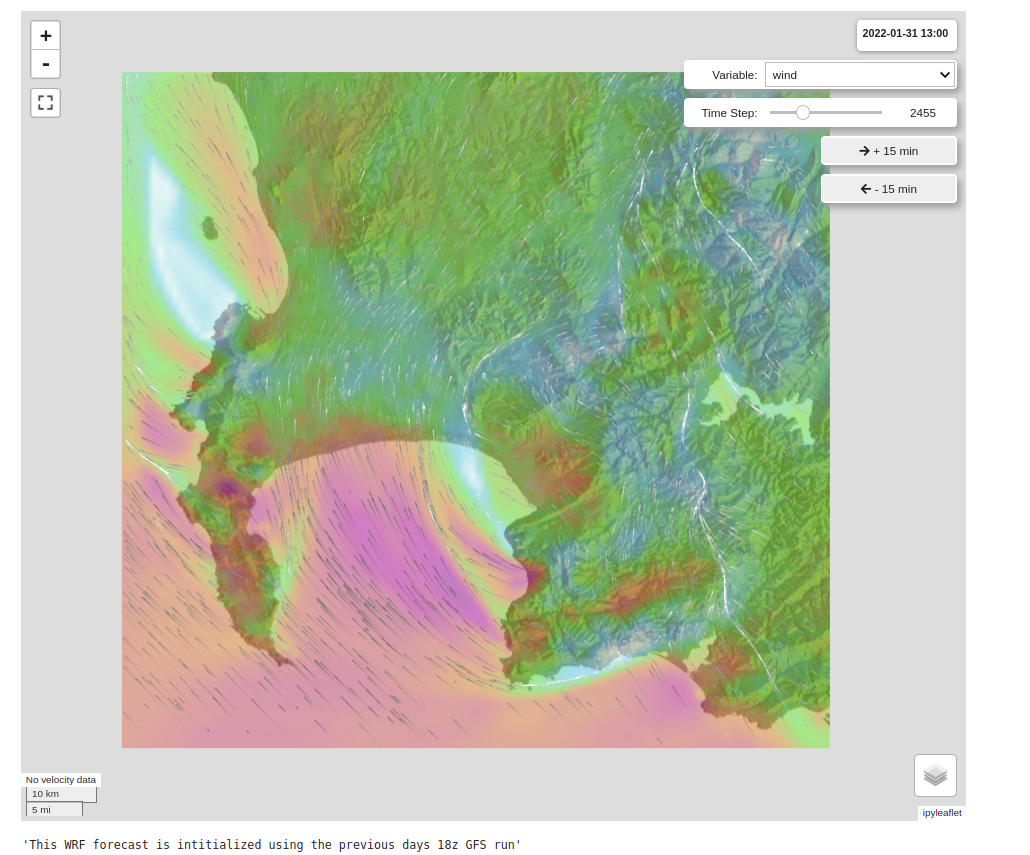 +
-
2022-01-31 13:00
Variable: wind
Time Step: 2455
→ + 15 min
← - 15 min
No velocity data
10 km
5 mi
ipyleaflet
'This WRF forecast is intitialized using the previous days 18z GFS run'